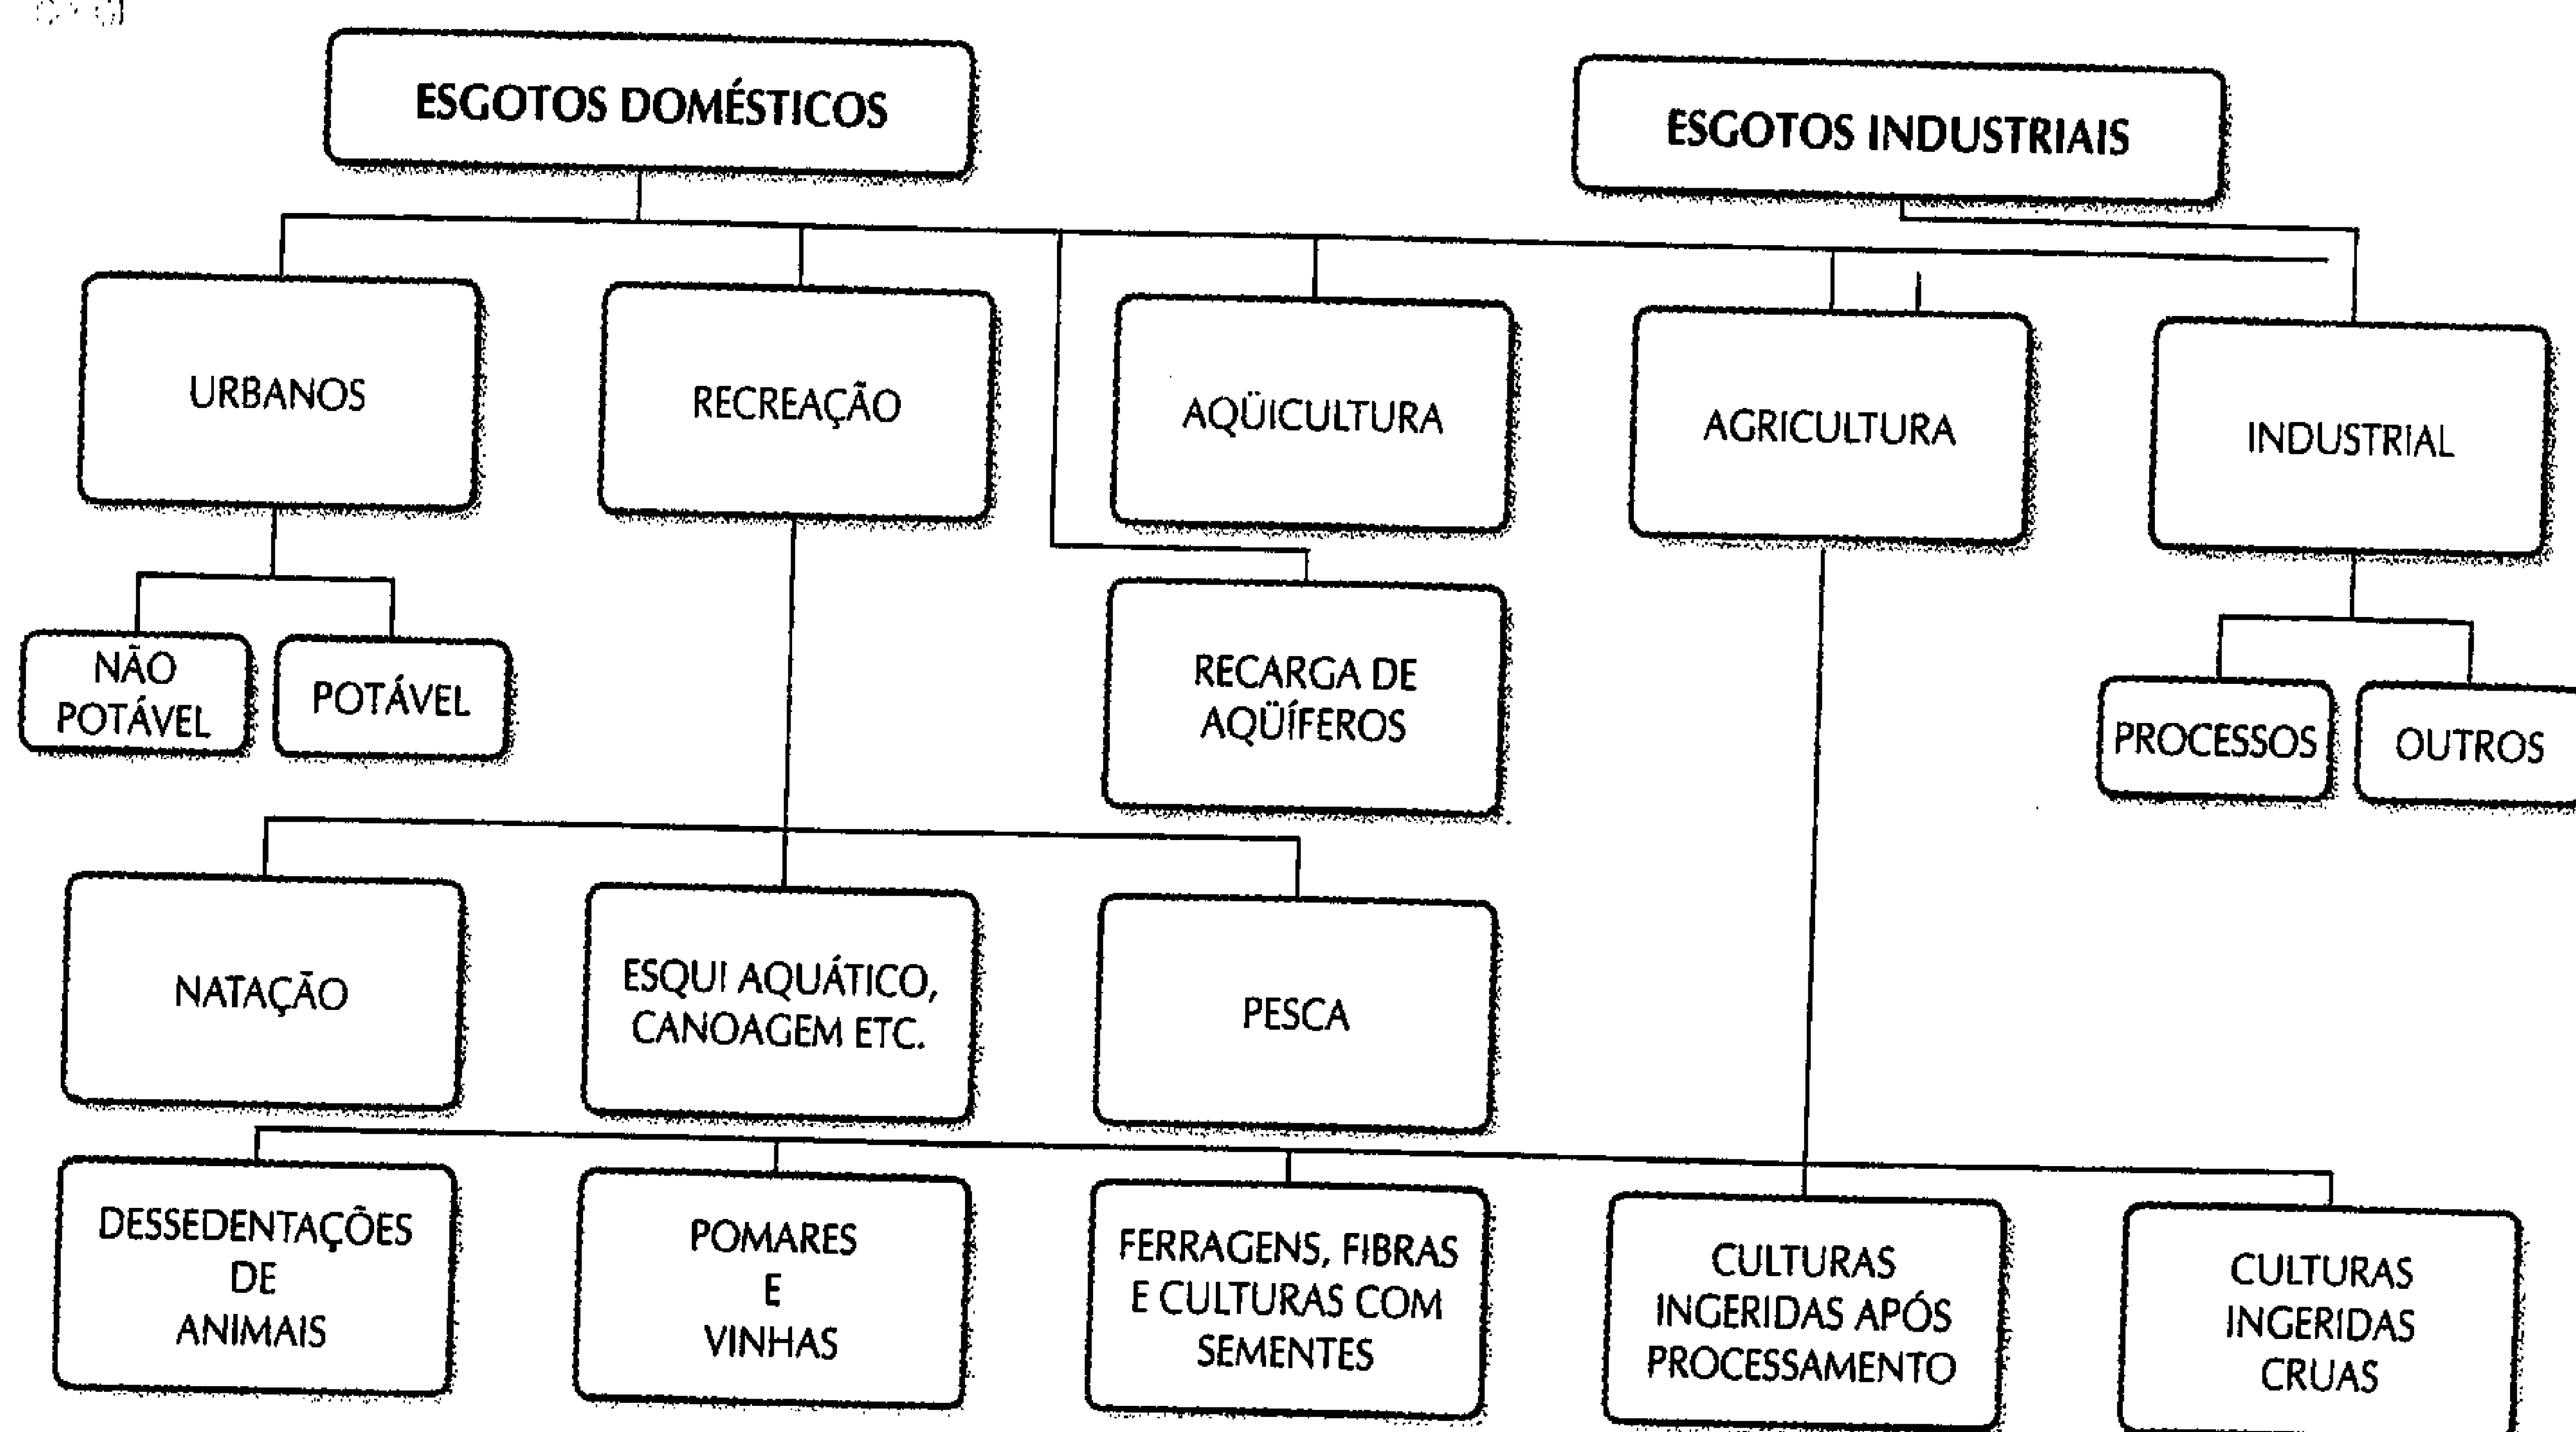 ESGOTOS DOMÉSTICOS
ESGOTOS INDUSTRIAIS
URBANOS
RECREAÇÃO
AQÜICULTURA
AGRICULTURA
INDUSTRIAL
NÃO
POTÁVEL
POTÁVEL
RECARGA DE
AQÜÍFEROS
PROCESSOS
OUTROS
NATAÇÃO
ESQUI AQUÁTICO,
CANOAGEM ETC.
PESCA
DESSEDENTAÇÕES
DE
ANIMAIS
POMARES
E
VINHAS
FERRAGENS, FIBRAS
E CULTURAS COM
SEMENTES
CULTURAS
INGERIDAS APÓS
PROCESSAMENTO
CULTURAS
INGERIDAS
CRUAS